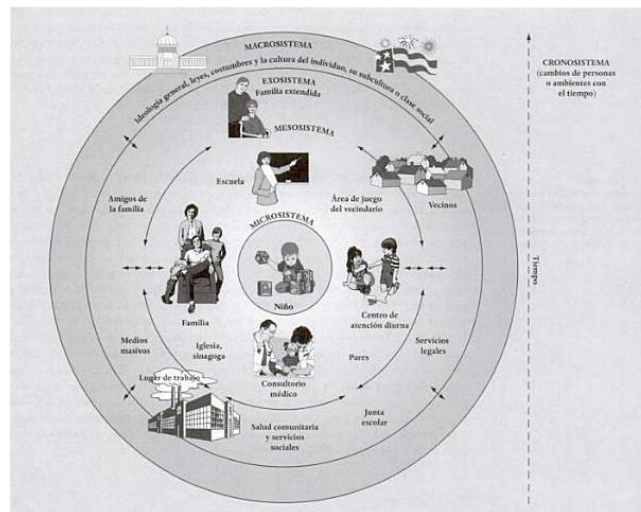 MACROSISTEMA
Ideología general, leyes, costumbres y la cultura del individuo, su subcultura o clase social
EXOSISTEMA
Familia extendida
MESOSISTEMA
Escuela
Amigos de
la familia
Área de juego
del vecindario
Vecinos
MICROSISTEMA
Niño
Familia
Centro de
atención diurna
Medios
masivos
Iglesia,
sinagoga
Consultorio
médico
Pares
Servicios
legales
Lugar de trabajo
Salud comunitaria
y servicios
sociales
Junta
escolar
CRONOSISTEMA
(cambios de personas
o ambientes con
el tiempo)
Tiempo